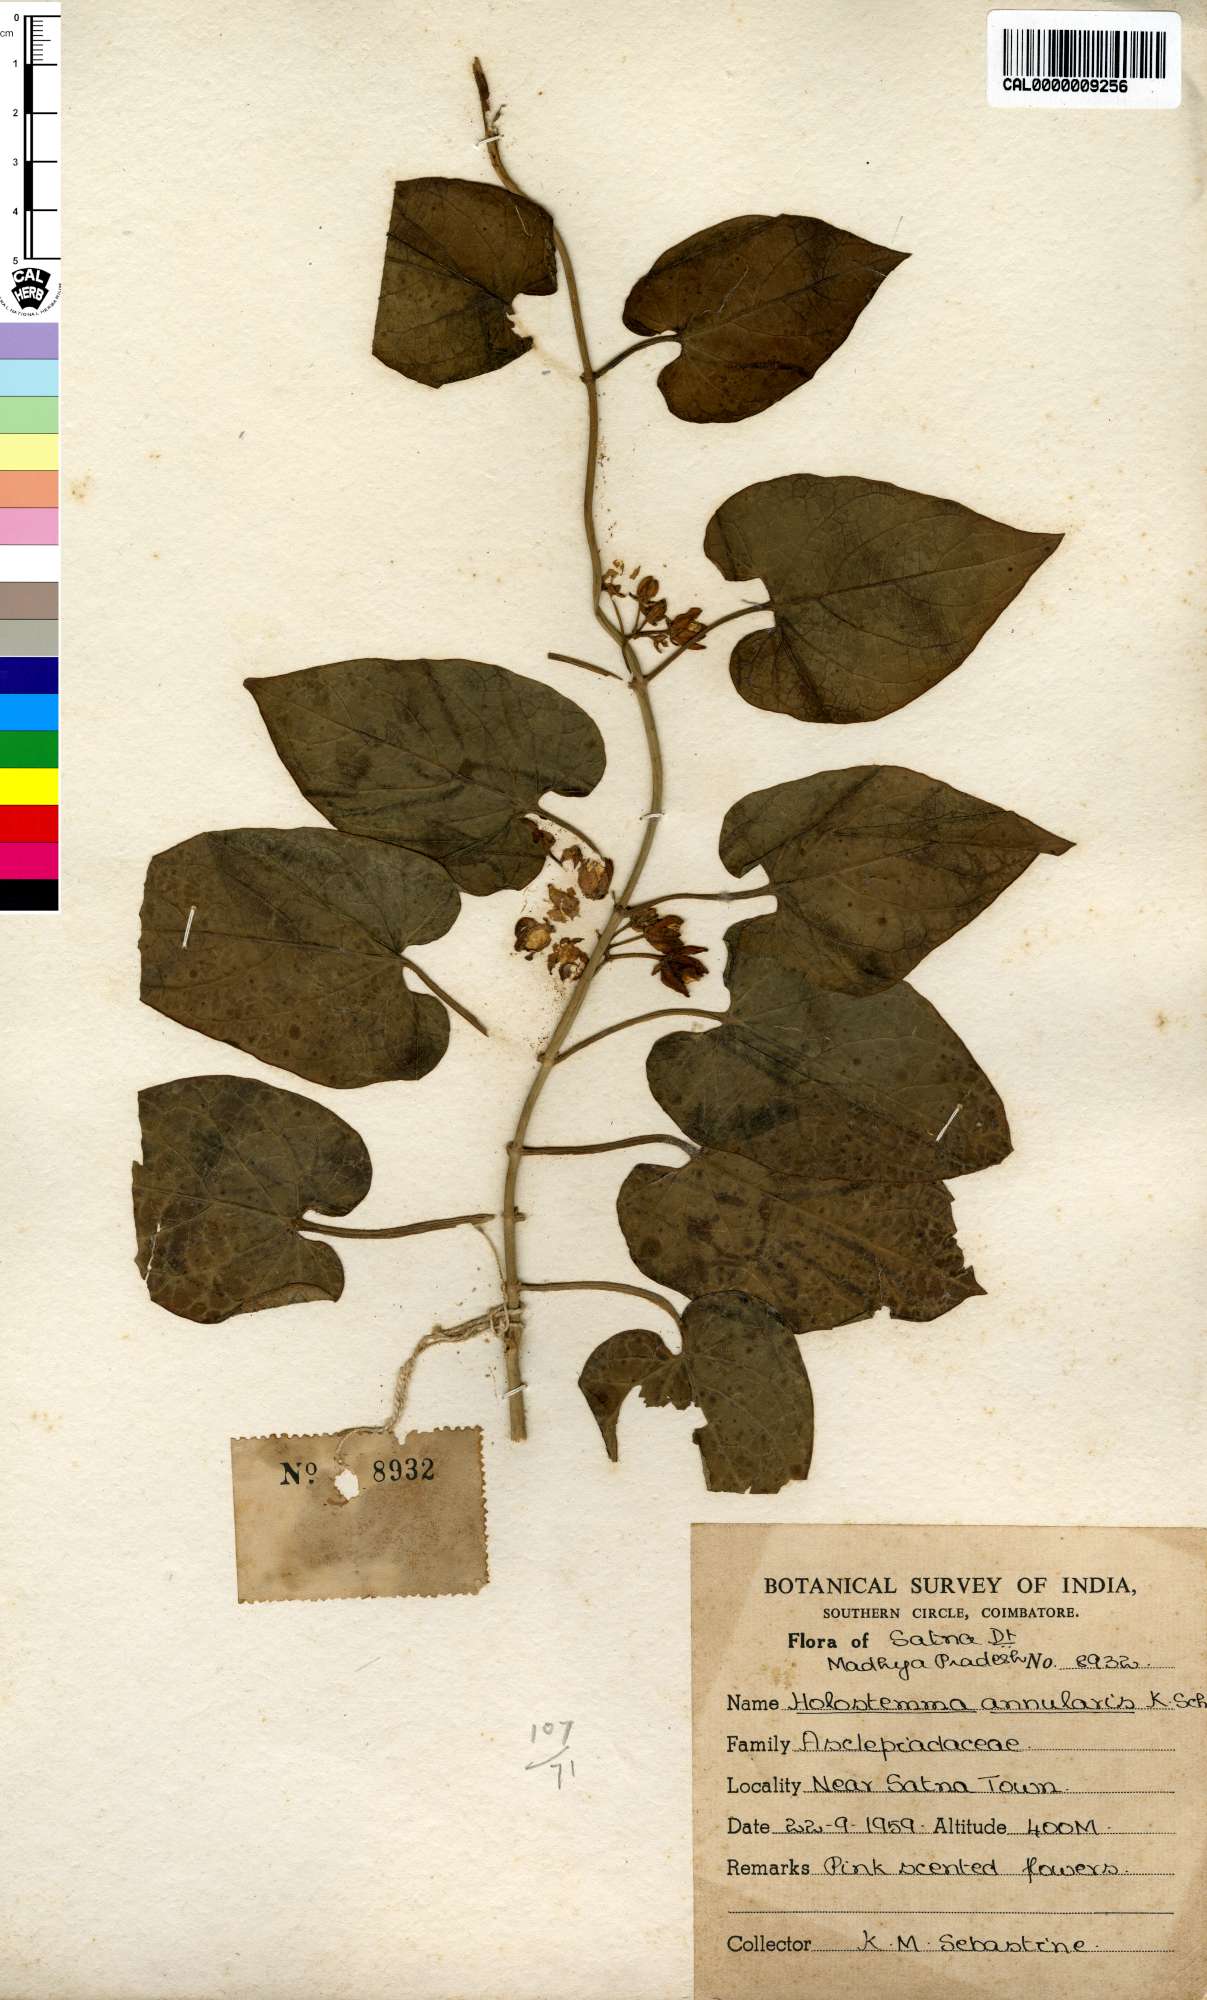 CAL0000009256
0
cm
1
2
3
4
5
CAL
HERB
No. 8932
BOTANICAL SURVEY OF INDIA,
SOUTHERN CIRCLE, COIMBATORE.
Flora of Satna Dt
Madhya Pradesh No. 8932
Name Holostemma annularis K. Sch
Family Asclepiadaceae.
Locality Near Satna Town.
Date 22-9-1959. Altitude 400M.
Remarks Pink scented flowers.
Collector K. M. Sebastine.
107
71